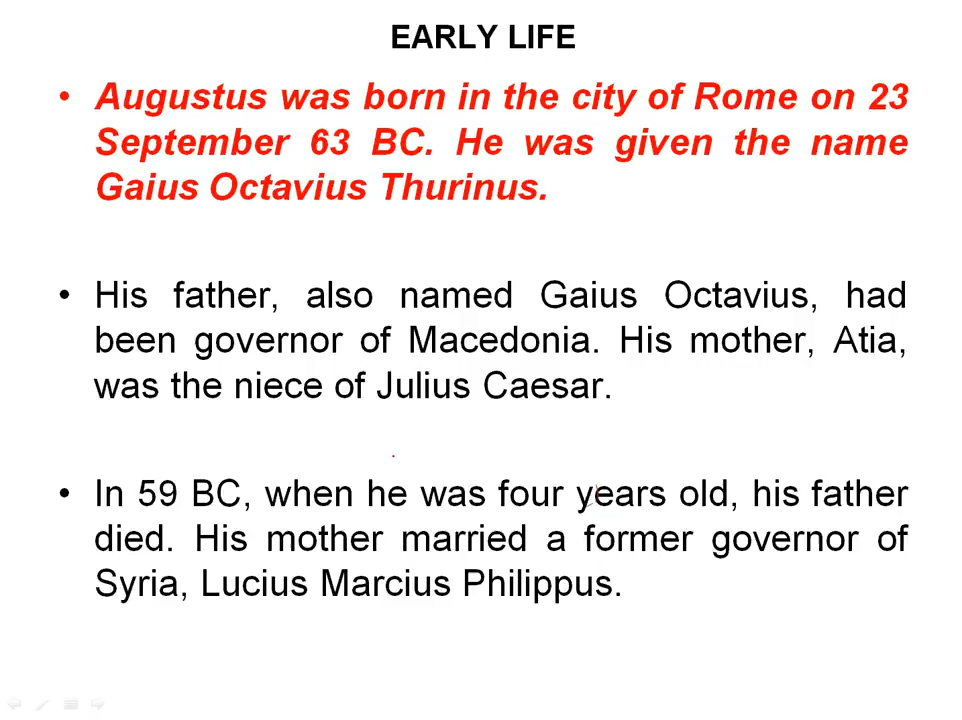 EARLY LIFE
• Augustus was born in the city of Rome on 23
September 63 BC. He was given the name
Gaius Octavius Thurinus.
• His father, also named Gaius Octavius, had
been governor of Macedonia. His mother, Atia,
was the niece of Julius Caesar.
• In 59 BC, when he was four years old, his father
died. His mother married a former governor of
Syria, Lucius Marcius Philippus.